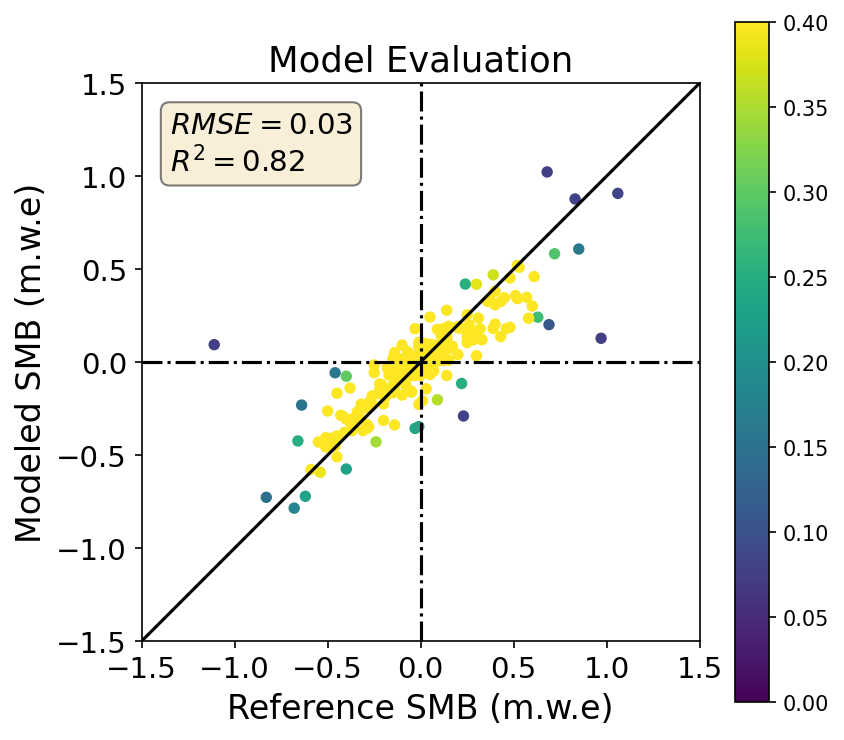 Model Evaluation
RMSE = 0.03
R² = 0.82
1.5
1.0
0.5
0.0
−0.5
−1.0
−1.5
Modeled SMB (m.w.e)
−1.5 −1.0 −0.5 0.0 0.5 1.0 1.5
Reference SMB (m.w.e)
0.40
0.35
0.30
0.25
0.20
0.15
0.10
0.05
0.00